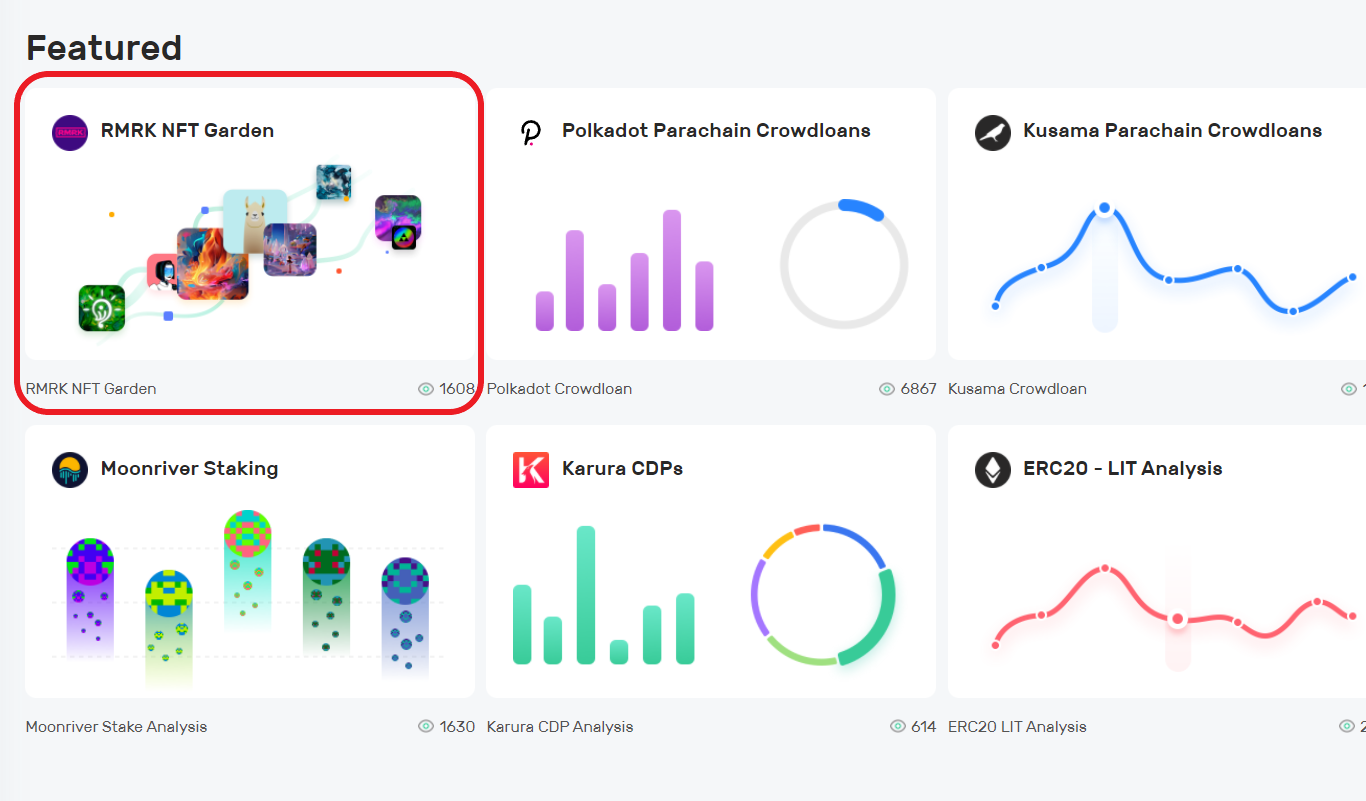 Featured
RMRK
RMRK NFT Garden
Polkadot Parachain Crowdloans
Kusama Parachain Crowdloans
RMRK NFT Garden
1608
Polkadot Crowdloan
6867
Kusama Crowdloan
Moonriver Staking
Karura CDPs
ERC20 - LIT Analysis
Moonriver Stake Analysis
1630
Karura CDP Analysis
614
ERC20 LIT Analysis